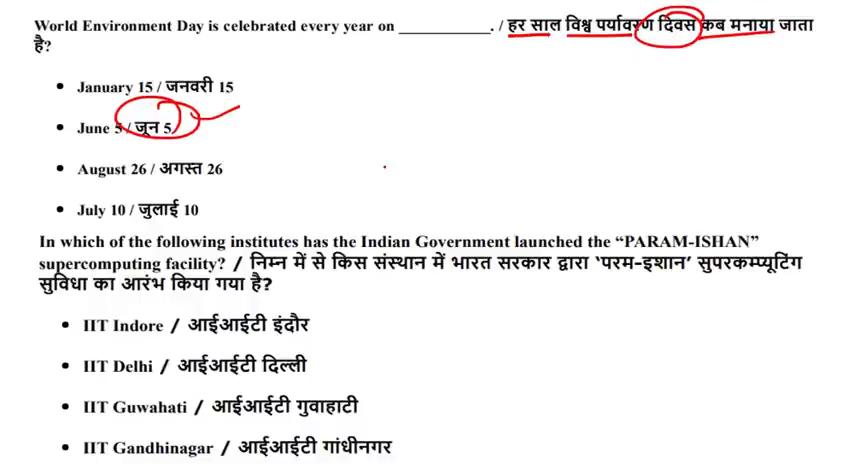 World Environment Day is celebrated every year on ____________. / हर साल विश्व पर्यावरण दिवस कब मनाया जाता
है?
• January 15 / जनवरी 15
• June 5 / जून 5
• August 26 / अगस्त 26
• July 10 / जुलाई 10
In which of the following institutes has the Indian Government launched the “PARAM-ISHAN”
supercomputing facility? / निम्न में से किस संस्थान में भारत सरकार द्वारा ‘परम-इशान’ सुपरकम्प्यूटिंग
सुविधा का आरंभ किया गया है?
• IIT Indore / आईआईटी इंदौर
• IIT Delhi / आईआईटी दिल्ली
• IIT Guwahati / आईआईटी गुवाहाटी
• IIT Gandhinagar / आईआईटी गांधीनगर